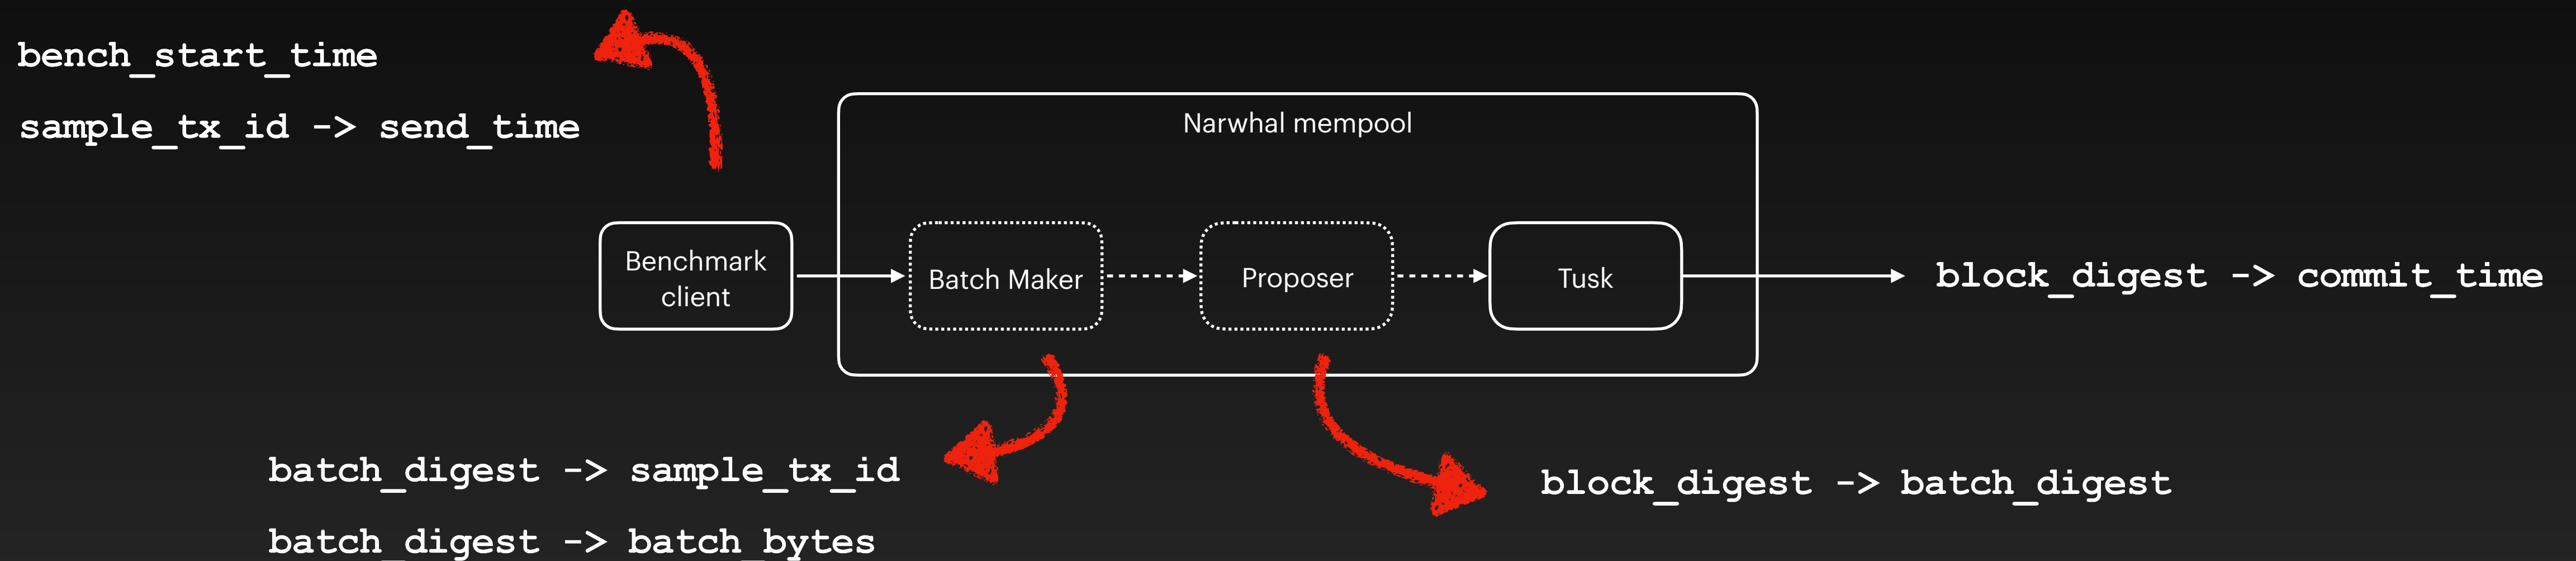 bench_start_time
sample_tx_id -> send_time
Narwhal mempool
Benchmark
client
Batch Maker
Proposer
Tusk
block_digest -> commit_time
batch_digest -> sample_tx_id
batch_digest -> batch_bytes
block_digest -> batch_digest